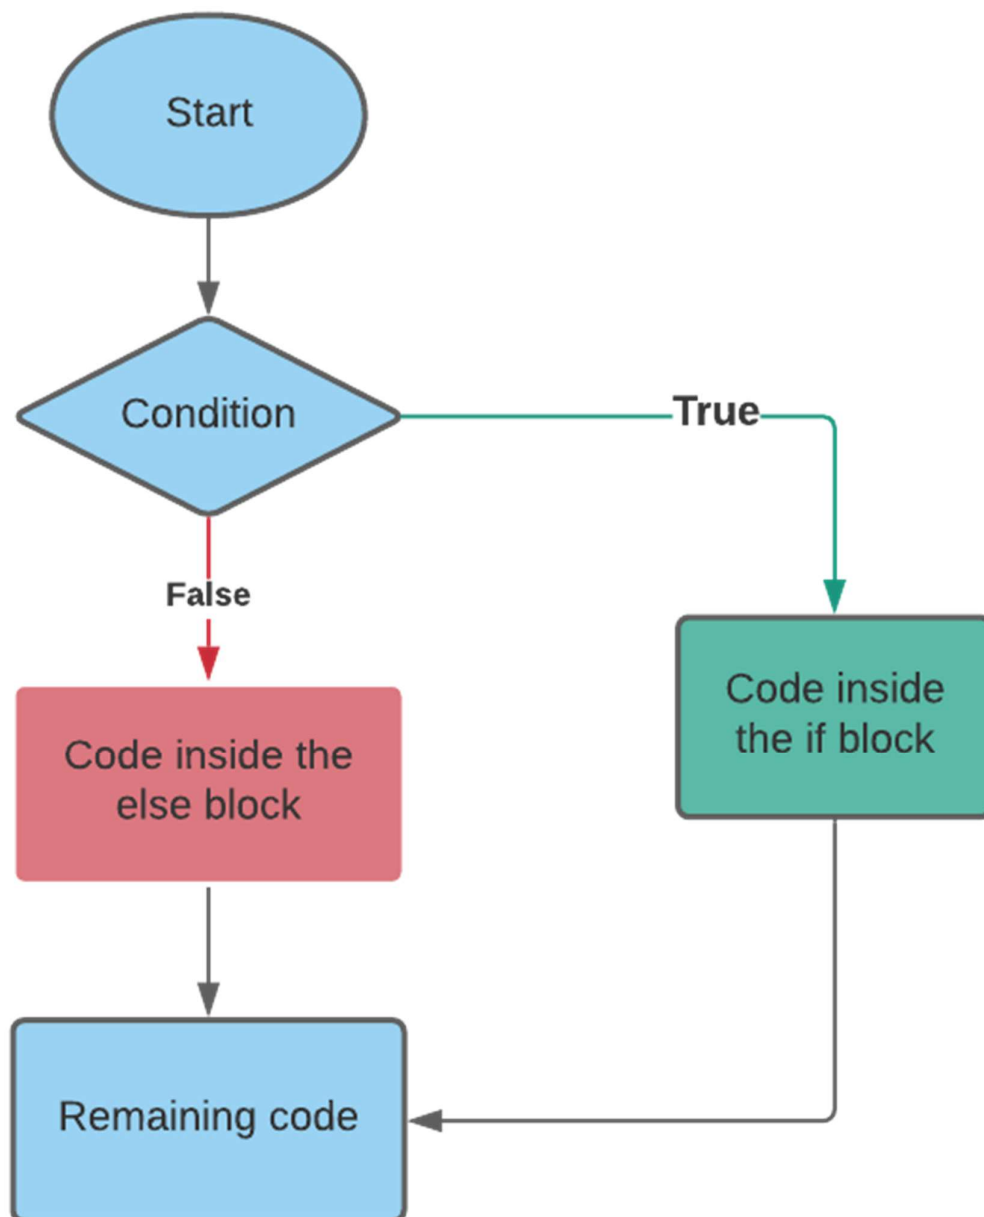 Start
Condition
True
False
Code inside
the if block
Code inside the
else block
Remaining code